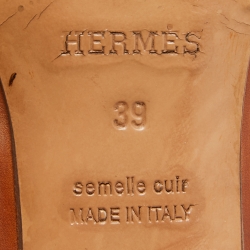 HERMÈS
39
semelle cuir
MADE IN ITALY